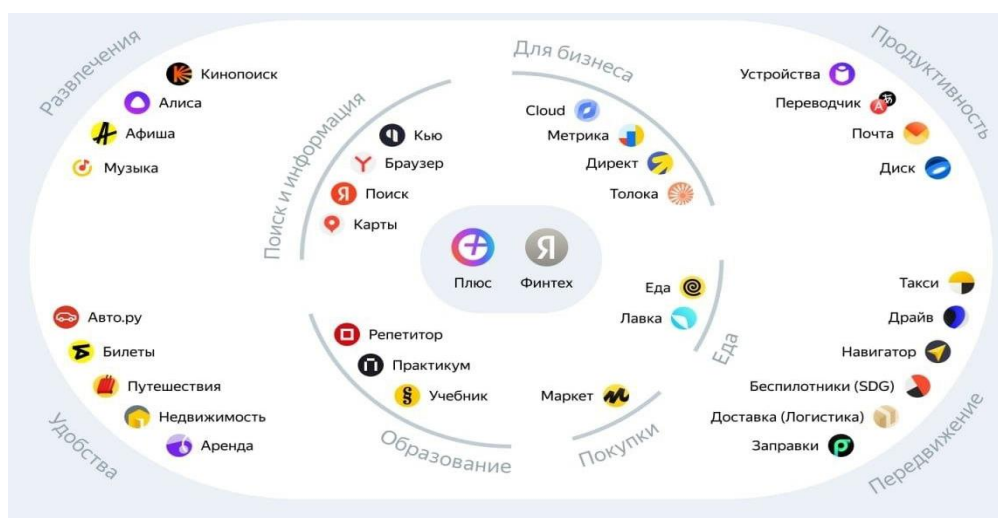 Развлечения
Кинопоиск
Алиса
Афиша
Музыка
Поиск и информация
Кью
Браузер
Поиск
Карты
Для бизнеса
Cloud
Метрика
Директ
Толока
Продуктивность
Устройства
Переводчик
Почта
Диск
Плюс
Финтех
Еда
Лавка
Еда
Такси
Драйв
Навигатор
Беспилотники (SDG)
Доставка (Логистика)
Заправки
Передвижение
Авто.ру
Билеты
Путешествия
Недвижимость
Аренда
Удобства
Репетитор
Практикум
Учебник
Образование
Маркет
Покупки